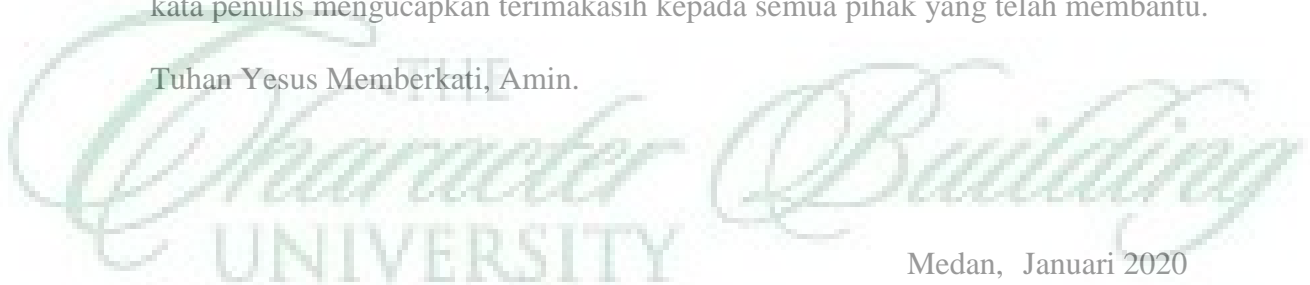 kata penulis mengucapkan terimakasih kepada semua pihak yang telah membantu.
Tuhan Yesus Memberkati, Amin.
THE
Character Building
UNIVERSITY
Medan, Januari 2020